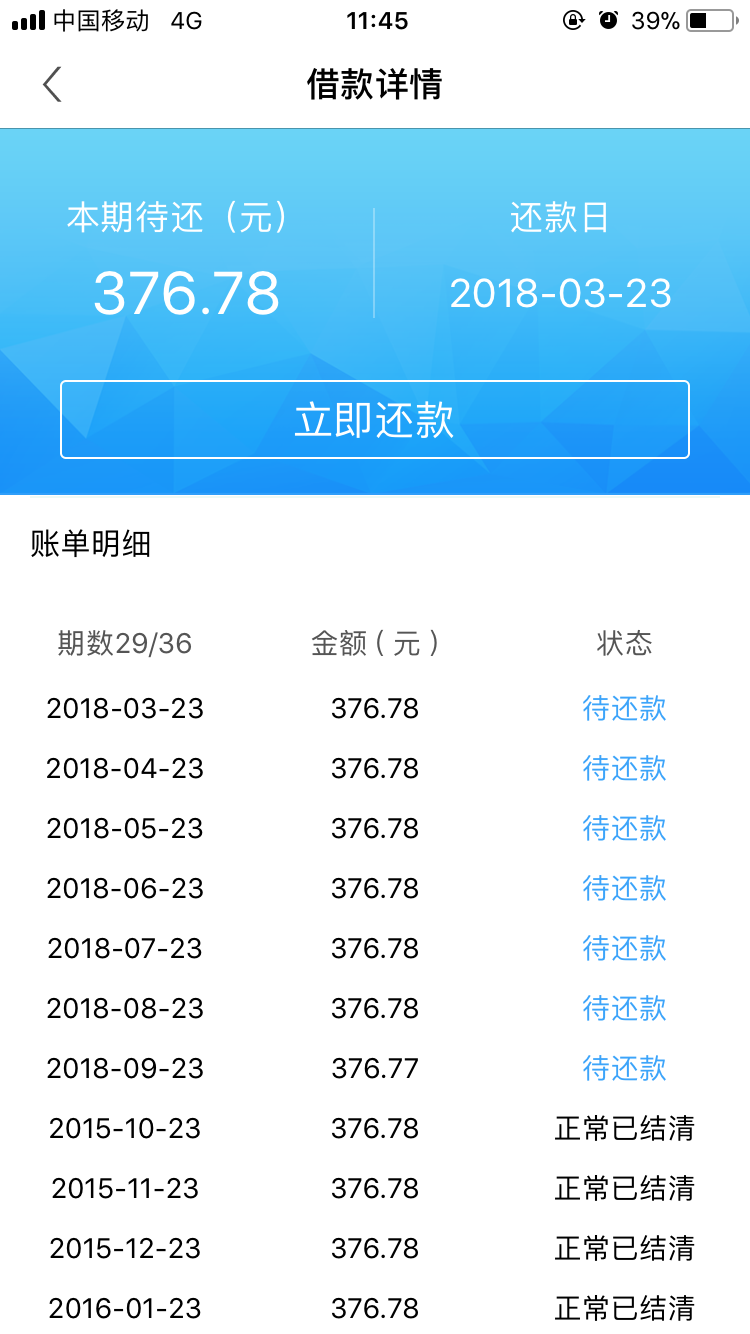 中国移动 4G 11:45 39%
借款详情
本期待还（元） 还款日
376.78 2018-03-23
立即还款
账单明细
期数29/36 金额（元） 状态
2018-03-23 376.78 待还款
2018-04-23 376.78 待还款
2018-05-23 376.78 待还款
2018-06-23 376.78 待还款
2018-07-23 376.78 待还款
2018-08-23 376.78 待还款
2018-09-23 376.77 待还款
2015-10-23 376.78 正常已结清
2015-11-23 376.78 正常已结清
2015-12-23 376.78 正常已结清
2016-01-23 376.78 正常已结清